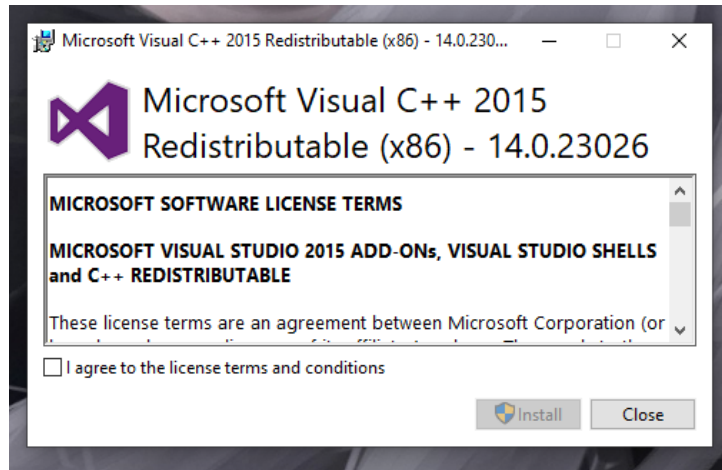 Microsoft Visual C++ 2015 Redistributable (x86) - 14.0.230...
Microsoft Visual C++ 2015
Redistributable (x86) - 14.0.23026
MICROSOFT SOFTWARE LICENSE TERMS
MICROSOFT VISUAL STUDIO 2015 ADD-ONs, VISUAL STUDIO SHELLS
and C++ REDISTRIBUTABLE
These license terms are an agreement between Microsoft Corporation (or
I agree to the license terms and conditions
Install
Close